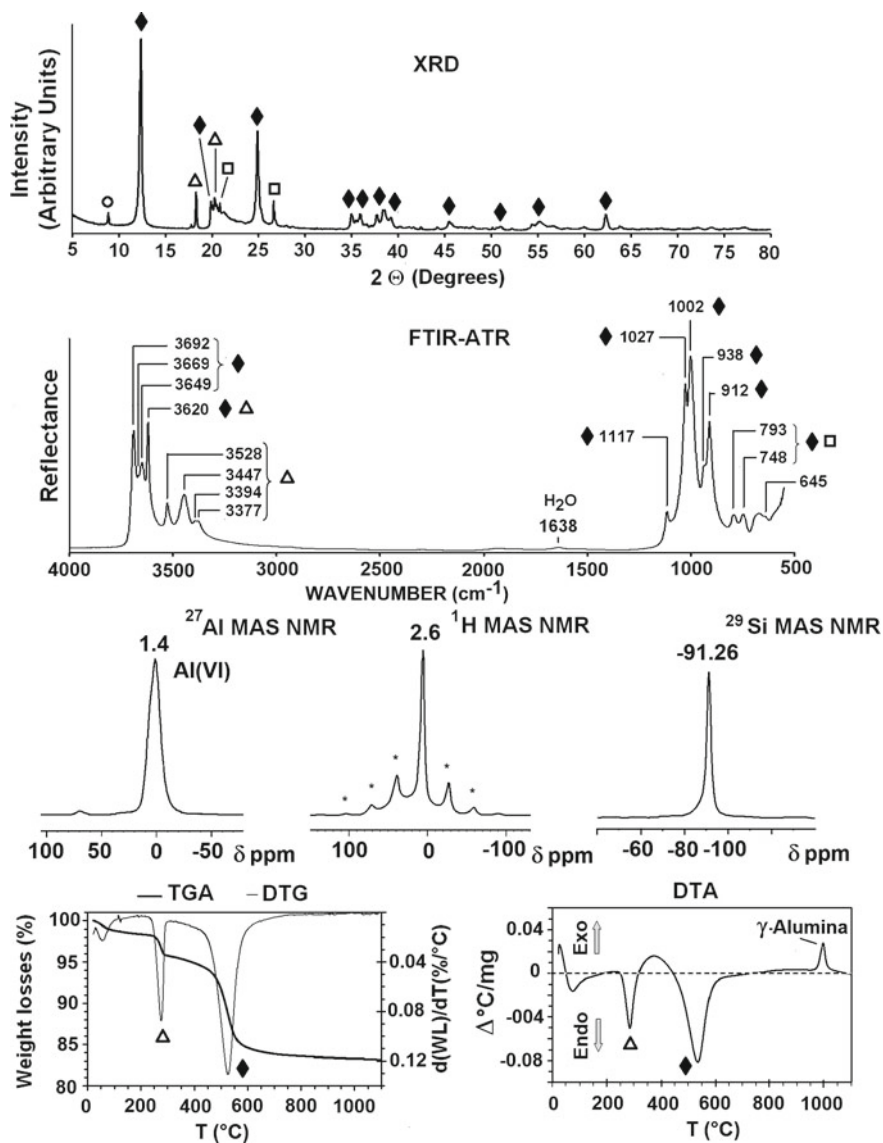 XRD
Intensity
(Arbitrary Units)
5 10 15 20 25 30 35 40 45 50 55 60 65 70 75 80
2 Θ (Degrees)
FTIR-ATR
Reflectance
3692
3669
3649
3620
3528
3447
3394
3377
H₂O
1638
1117
1027
1002
938
912
793
748
645
4000 3500 3000 2500 2000 1500 1000 500
WAVENUMBER (cm⁻¹)
²⁷Al MAS NMR
1.4
Al(VI)
100 50 0 -50 δ ppm
¹H MAS NMR
2.6
* * * * * *
100 0 -100 δ ppm
²⁹Si MAS NMR
-91.26
-60 -80 -100 δ ppm
TGA DTG
Weight losses (%)
100
95
90
85
80
d(WL)/dT(%/°C)
0.04
0.08
0.12
0 200 400 600 800 1000
T (°C)
DTA
Δ°C/mg
0.04
0
-004
-0.08
Exo
Endo
γ-Alumina
0 200 400 600 800 1000
T (°C)